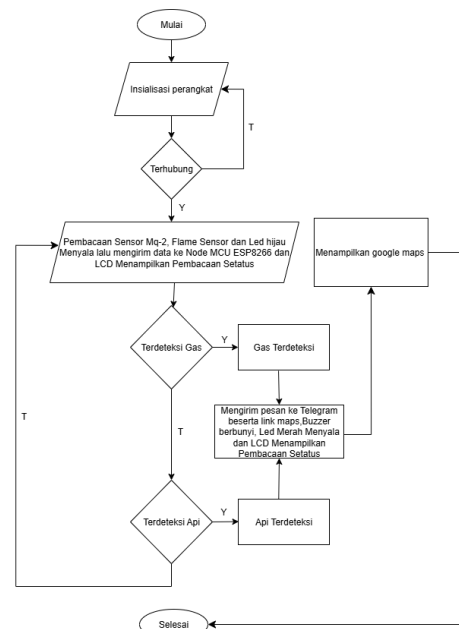 Mulai
Insialisasi perangkat
T
Terhubung
Y
Pembacaan Sensor Mq-2, Flame Sensor dan Led hijau
Menyala lalu mengirim data ke Node MCU ESP8266 dan
LCD Menampilkan Pembacaan Setatus
Menampilkan google maps
Terdeteksi Gas
Y
Gas Terdeteksi
T
T
Mengirim pesan ke Telegram
beserta link maps,Buzzer
berbunyi, Led Merah Menyala
dan LCD Menampilkan
Pembacaan Setatus
Terdeteksi Api
Y
Api Terdeteksi
Selesai